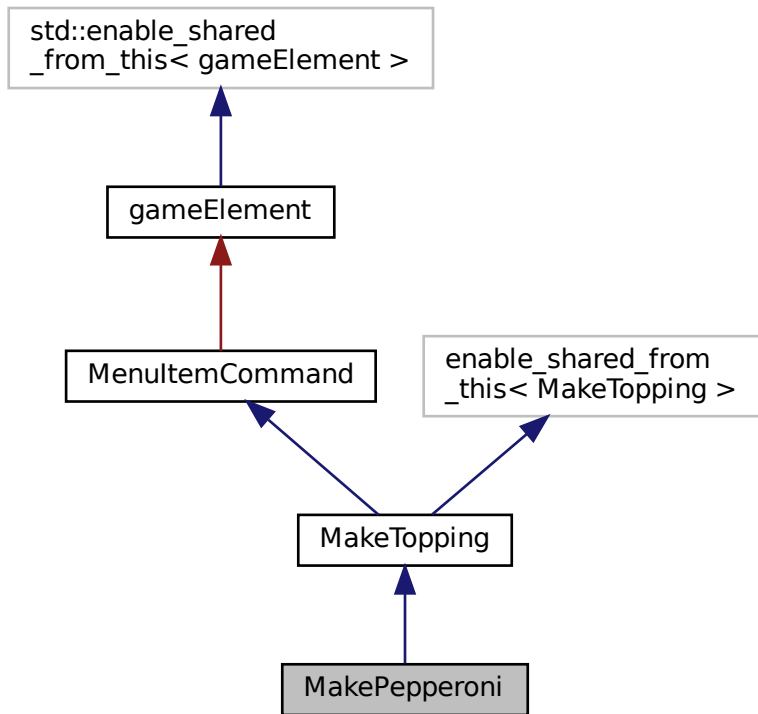 std::enable_shared
_from_this< gameElement >
gameElement
MenuItemCommand
enable_shared_from
_this< MakeTopping >
MakeTopping
MakePepperoni